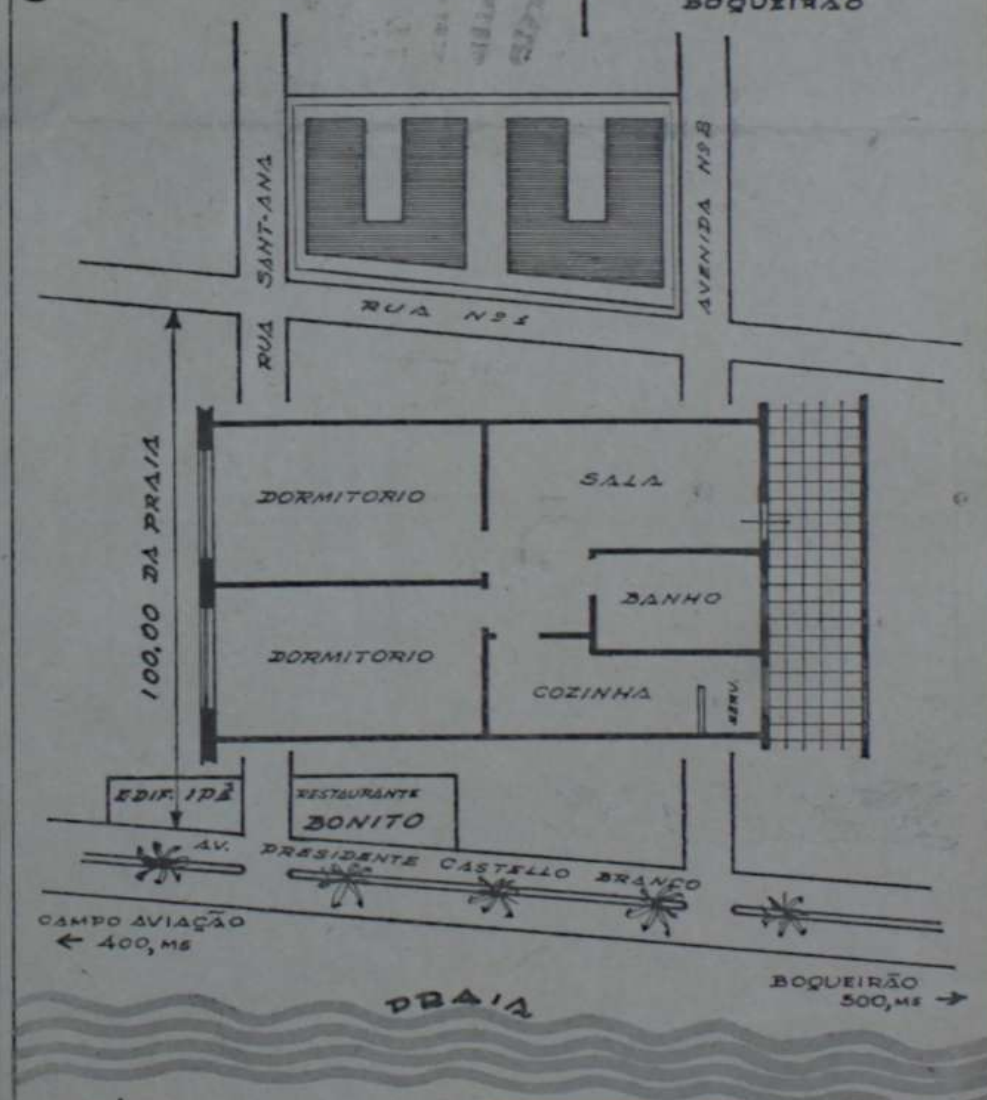 BOQUEIRÃO
RUA SANT-ANA
AVENIDA Nº B
RUA Nº 1
100,00 DA PRAIA
DORMITORIO
SALA
BANHO
DORMITORIO
COZINHA
SERV.
EDIF. IPÊ
RESTAURANTE
BONITO
AV. PRESIDENTE CASTELLO BRANCO
CAMPO AVIAÇÃO
← 400, MS
BOQUEIRÃO
500, MS →
PRAIA